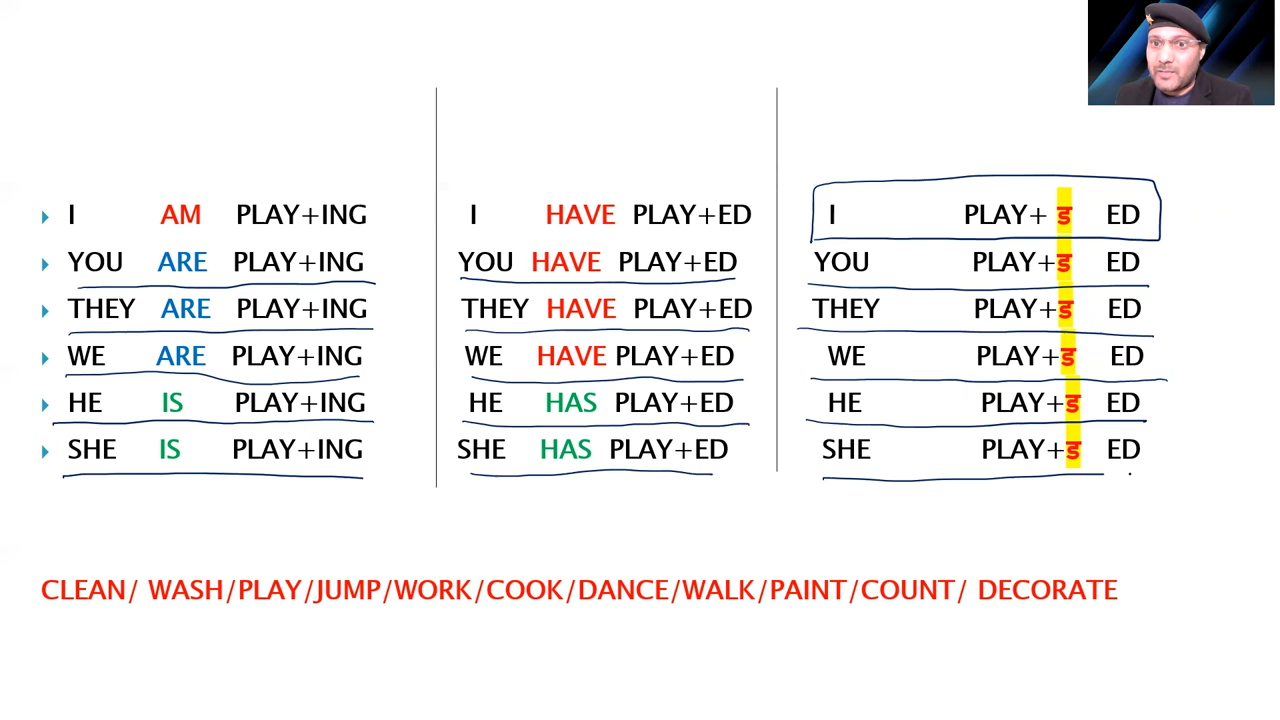 I AM PLAY+ING I HAVE PLAY+ED I PLAY+ ड ED
YOU ARE PLAY+ING YOU HAVE PLAY+ED YOU PLAY+ड ED
THEY ARE PLAY+ING THEY HAVE PLAY+ED THEY PLAY+ड ED
WE ARE PLAY+ING WE HAVE PLAY+ED WE PLAY+ड ED
HE IS PLAY+ING HE HAS PLAY+ED HE PLAY+ड ED
SHE IS PLAY+ING SHE HAS PLAY+ED SHE PLAY+ड ED
CLEAN/ WASH/PLAY/JUMP/WORK/COOK/DANCE/WALK/PAINT/COUNT/ DECORATE